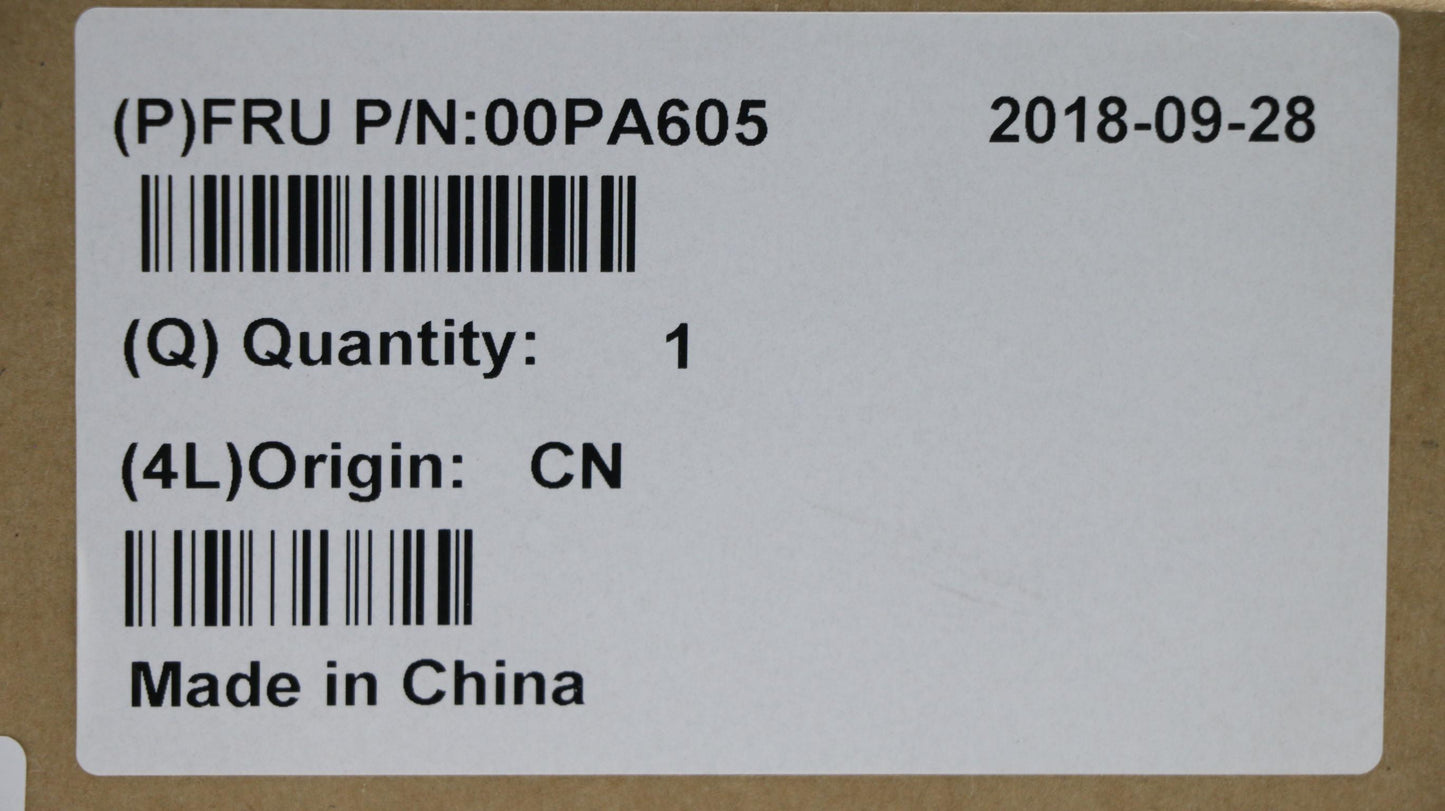 (P)FRU P/N:00PA605 2018-09-28
(Q) Quantity: 1
(4L)Origin: CN
Made in China